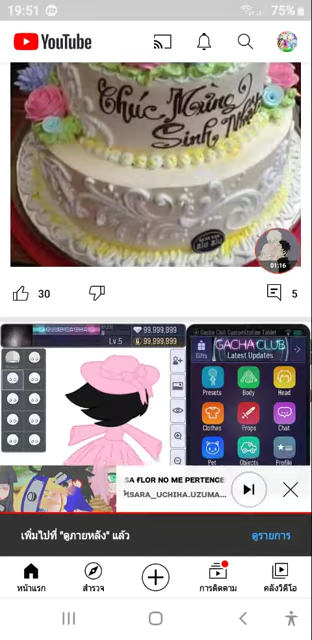 19:51
75%
YouTube
Chúc Mừng
Sinh Nhật
01:16
30
5
99,999,999
Lv.5
99,999,999
Gacha Club Customization Tablet
GACHA CLUB
Gifts
Latest Updates
Presets
Body
Head
Clothes
Props
Chat
Pet
Objects
Profile
SA FLOR NO ME PERTENCE
SARA_UCHIHA.UZUMA...
เพิ่มไปที่ "ดูภายหลัง" แล้ว
ดูรายการ
หน้าแรก
สำรวจ
การติดตาม
คลังวิดีโอ